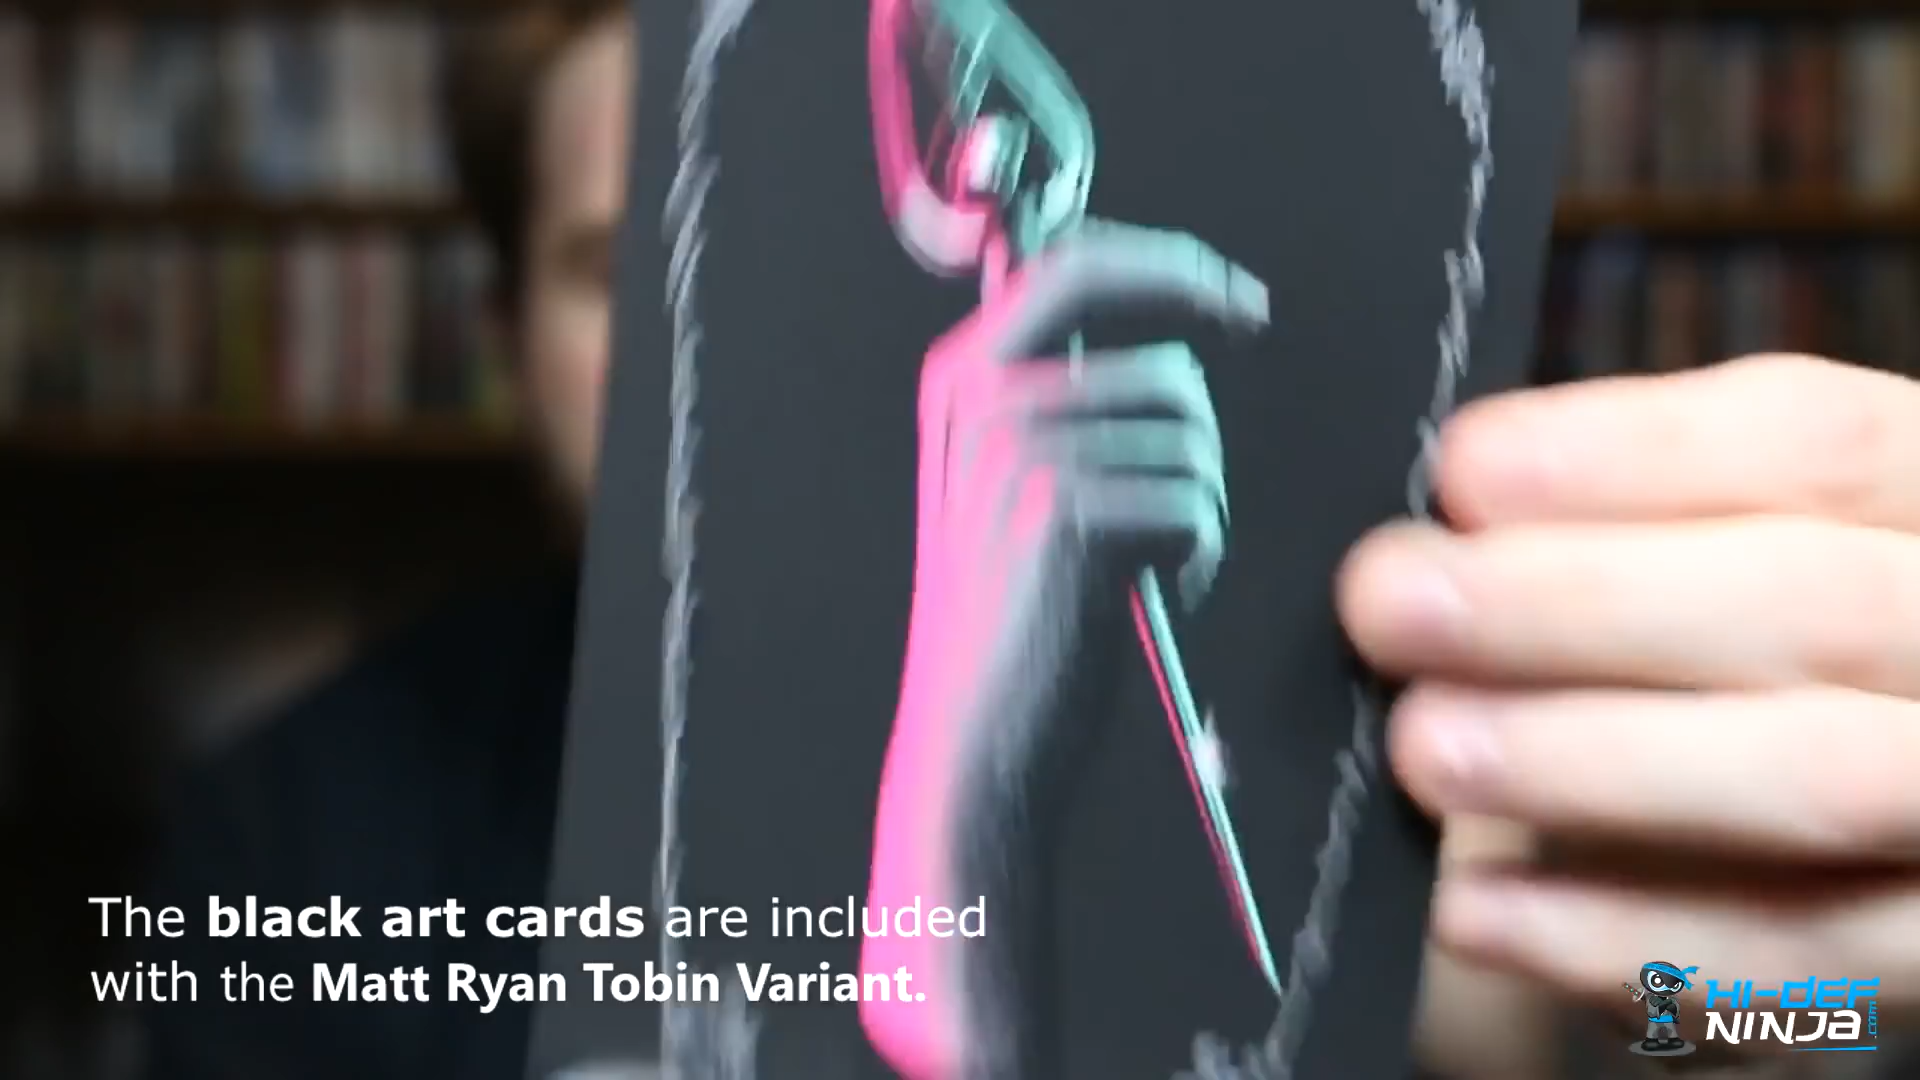 The black art cards are included
with the Matt Ryan Tobin Variant.
HI-DEF
NINJA
.com